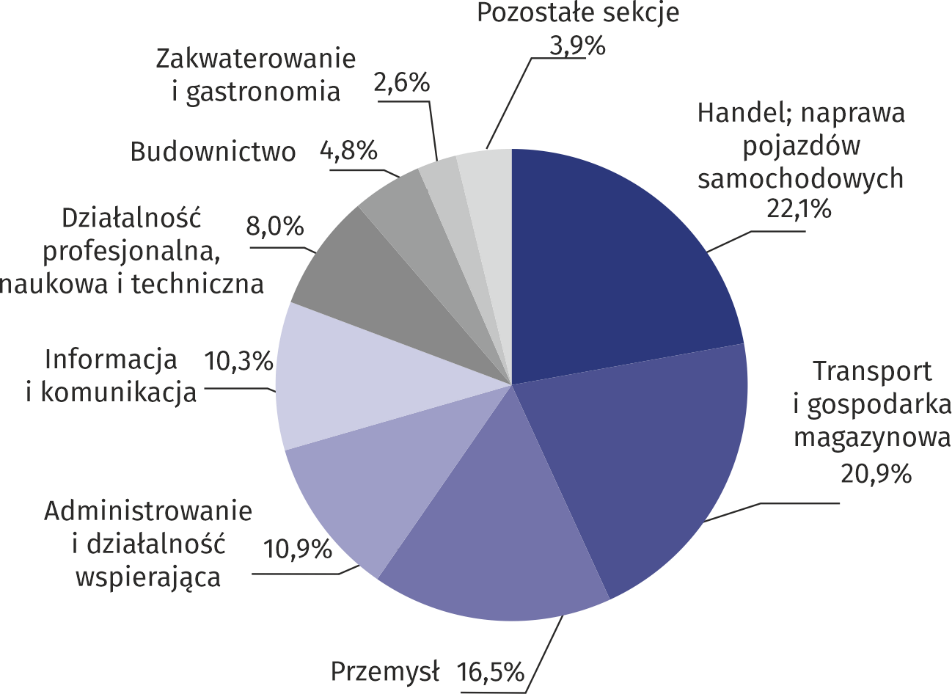 Pozostałe sekcje
3,9%
Handel; naprawa
pojazdów
samochodowych
22,1%
Transport
i gospodarka
magazynowa
20,9%
Przemysł 16,5%
Administrowanie
i działalność
wspierająca
10,9%
Informacja
i komunikacja
10,3%
Działalność
profesjonalna,
naukowa i techniczna
8,0%
Budownictwo 4,8%
Zakwaterowanie
i gastronomia
2,6%